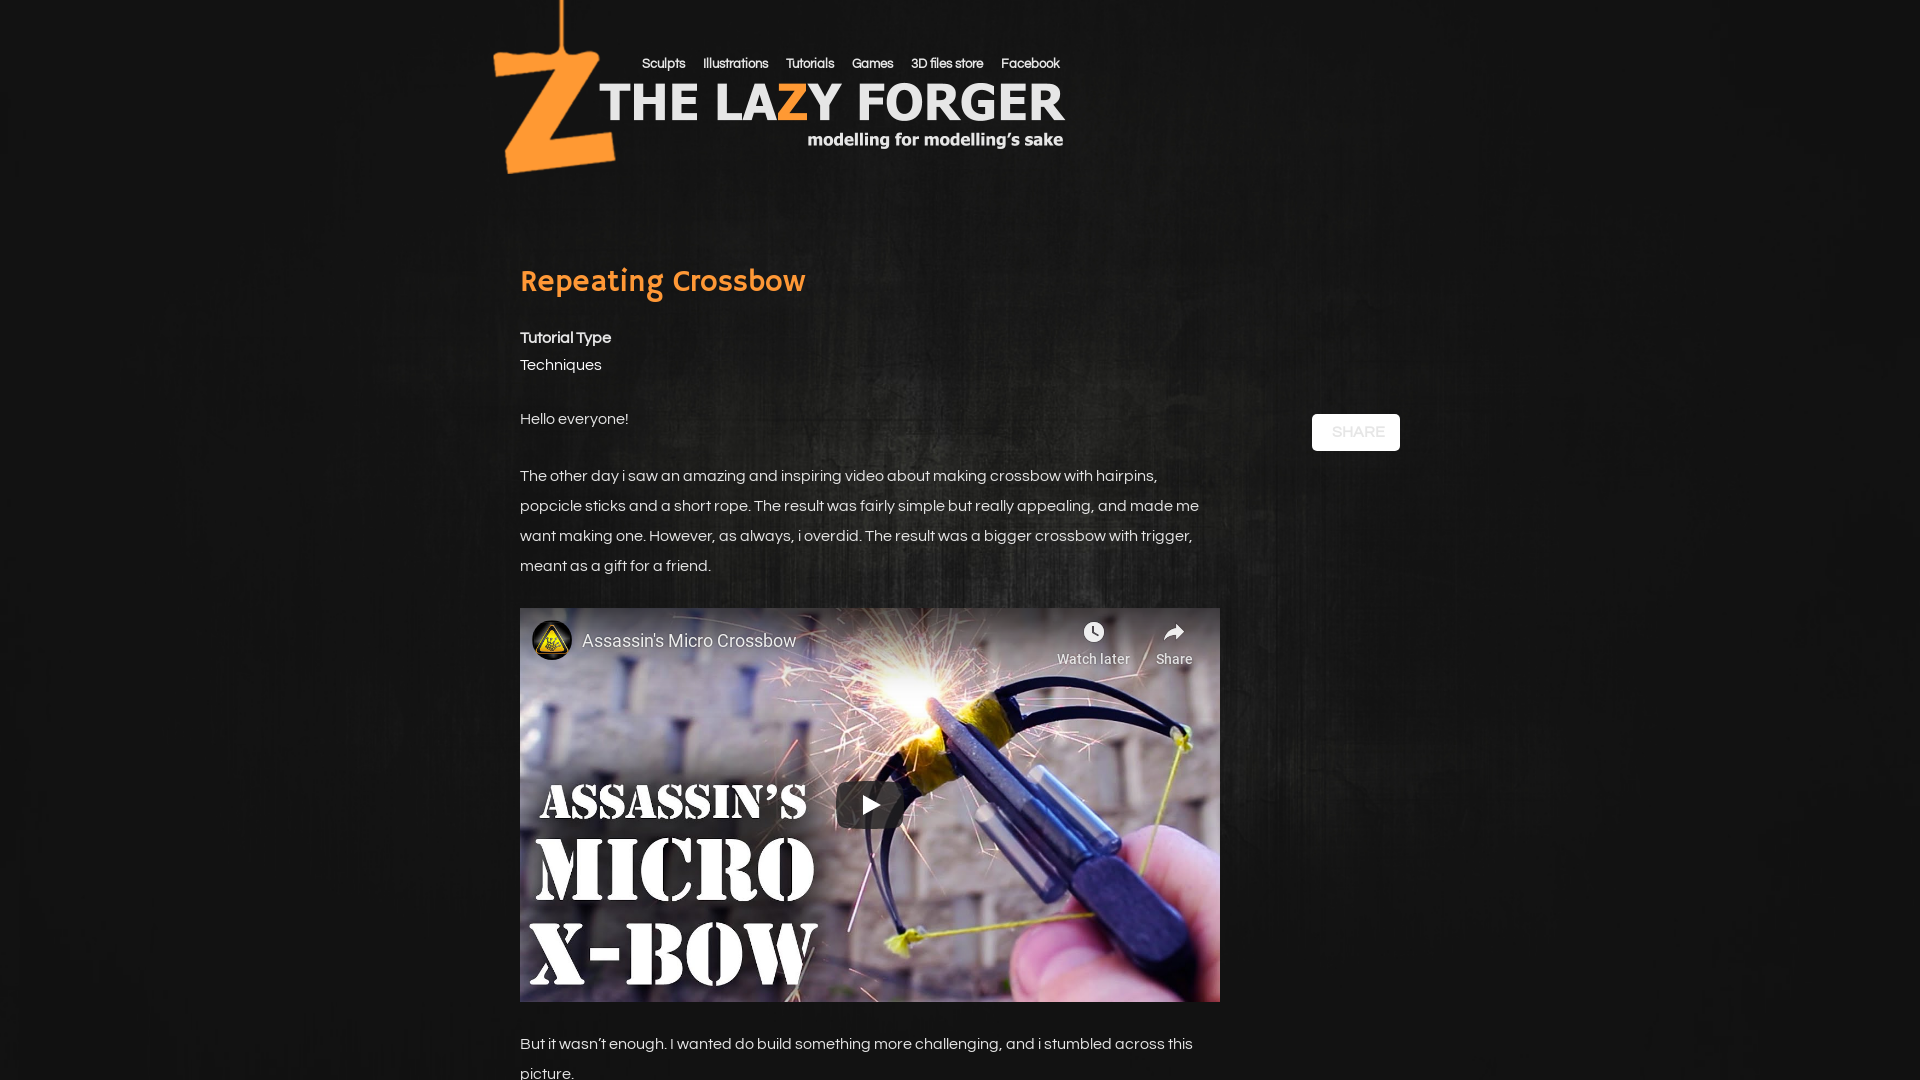 Sculpts Illustrations Tutorials Games 3D files store Facebook
THE LAZY FORGER
modelling for modelling's sake
Repeating Crossbow
Tutorial Type
Techniques
Hello everyone!
SHARE
The other day i saw an amazing and inspiring video about making crossbow with hairpins,
popcicle sticks and a short rope. The result was fairly simple but really appealing, and made me
want making one. However, as always, i overdid. The result was a bigger crossbow with trigger,
meant as a gift for a friend.
Assassin's Micro Crossbow
Watch later
Share
ASSASSIN'S
MICRO
X-BOW
But it wasn't enough. I wanted do build something more challenging, and i stumbled across this
picture.